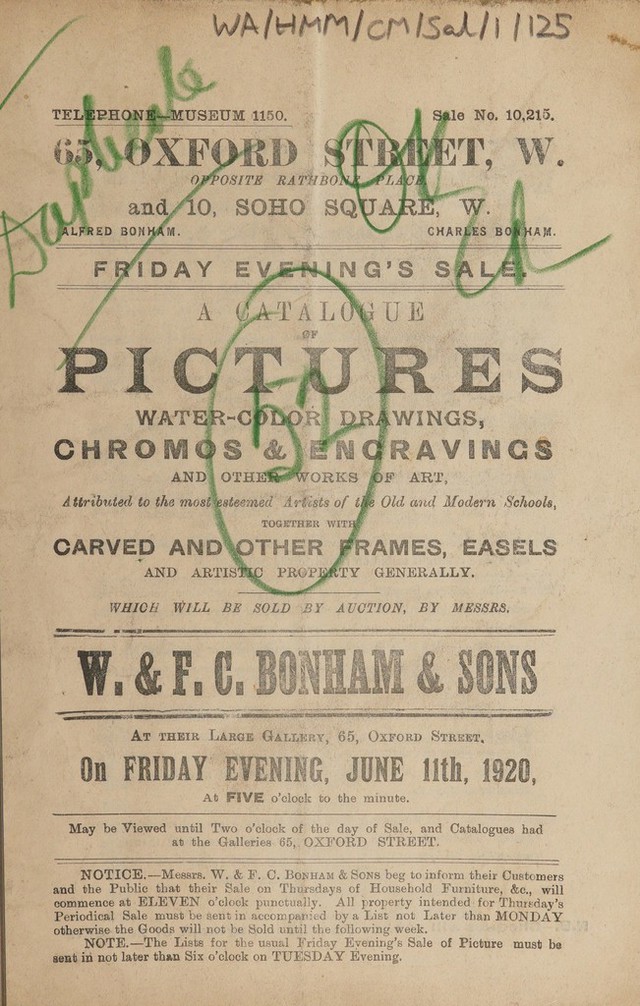 WA/HMM/CM/Sal/1/125
TELEPHONE—MUSEUM 1150. Sale No. 10,215.
65, OXFORD STREET, W.
OPPOSITE RATHBONE PLACE,
and 10, SOHO SQUARE, W.
ALFRED BONHAM. CHARLES BONHAM.
FRIDAY EVENING'S SALE.
A CATALOGUE
OF
PICTURES
52
WATER-COLOR DRAWINGS,
CHROMOS & ENGRAVINGS
AND OTHER WORKS OF ART,
Attributed to the most esteemed Artists of the Old and Modern Schools,
TOGETHER WITH
CARVED AND OTHER FRAMES, EASELS
AND ARTISTIC PROPERTY GENERALLY.
WHICH WILL BE SOLD BY AUCTION, BY MESSRS.
W. & F. C. BONHAM & SONS
AT THEIR LARGE GALLERY, 65, OXFORD STREET,
On FRIDAY EVENING, JUNE 11th, 1920,
At FIVE o'clock to the minute.
May be Viewed until Two o'clock of the day of Sale, and Catalogues had
at the Galleries 65, OXFORD STREET.
NOTICE.—Messrs. W. & F. C. BONHAM & SONS beg to inform their Customers
and the Public that their Sale on Thursdays of Household Furniture, &c., will
commence at ELEVEN o'clock punctually. All property intended for Thursday's
Periodical Sale must be sent in accompanied by a List not Later than MONDAY
otherwise the Goods will not be Sold until the following week.
NOTE.—The Lists for the usual Friday Evening's Sale of Picture must be
sent in not later than Six o'clock on TUESDAY Evening.